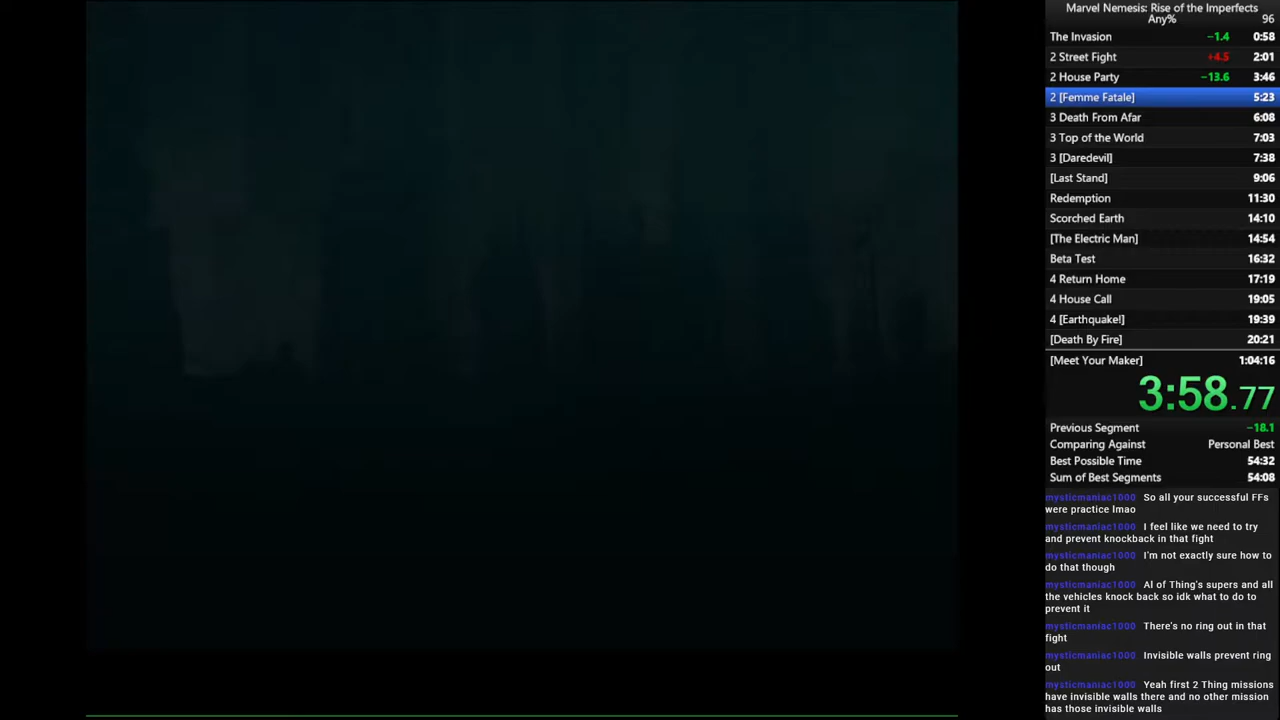 Marvel Nemesis: Rise of the Imperfects
Any% 96
The Invasion −1.4 0:58
2 Street Fight +4.5 2:01
2 House Party −13.6 3:46
2 [Femme Fatale] 5:23
3 Death From Afar 6:08
3 Top of the World 7:03
3 [Daredevil] 7:38
[Last Stand] 9:06
Redemption 11:30
Scorched Earth 14:10
[The Electric Man] 14:54
Beta Test 16:32
4 Return Home 17:19
4 House Call 19:05
4 [Earthquake!] 19:39
[Death By Fire] 20:21
[Meet Your Maker] 1:04:16
3:58.77
Previous Segment −18.1
Comparing Against Personal Best
Best Possible Time 54:32
Sum of Best Segments 54:08
mysticmaniac1000 So all your successful FFs
were practice lmao
mysticmaniac1000 I feel like we need to try
and prevent knockback in that fight
mysticmaniac1000 I'm not exactly sure how to
do that though
mysticmaniac1000 Al of Thing's supers and all
the vehicles knock back so idk what to do to
prevent it
mysticmaniac1000 There's no ring out in that
fight
mysticmaniac1000 Invisible walls prevent ring
out
mysticmaniac1000 Yeah first 2 Thing missions
have invisible walls there and no other mission
has those invisible walls